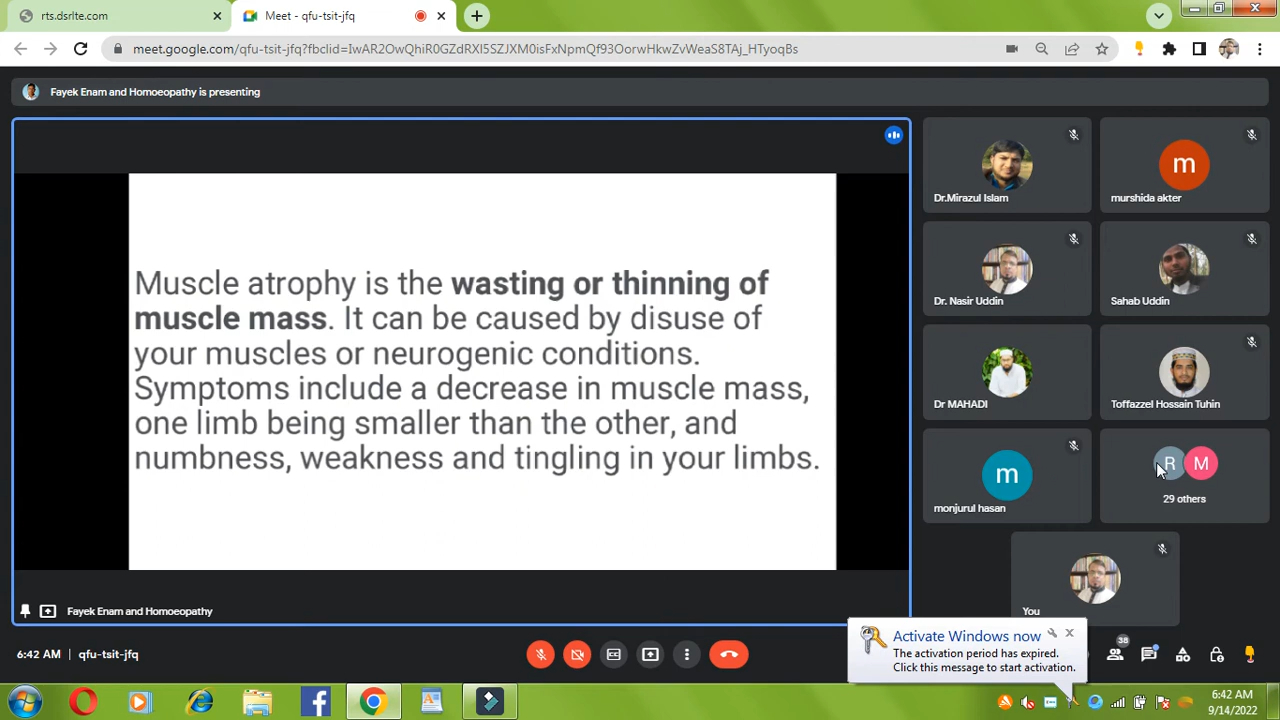 rts.dsrlte.com
Meet - qfu-tsit-jfq
meet.google.com/qfu-tsit-jfq?fbclid=IwAR2OwQhiR0GZdRXI5SZJXM0isFxNpmQf93OorwHkwZvWeaS8TAj_HTyoqBs
Fayek Enam and Homoeopathy is presenting
Muscle atrophy is the wasting or thinning of
muscle mass. It can be caused by disuse of
your muscles or neurogenic conditions.
Symptoms include a decrease in muscle mass,
one limb being smaller than the other, and
numbness, weakness and tingling in your limbs.
Fayek Enam and Homoeopathy
Dr.Mirazul Islam
m
murshida akter
Dr. Nasir Uddin
Sahab Uddin
Dr MAHADI
Toffazzel Hossain Tuhin
m
monjurul hasan
R M
29 others
You
Activate Windows now
The activation period has expired.
Click this message to start activation.
6:42 AM | qfu-tsit-jfq
38
6:42 AM
9/14/2022